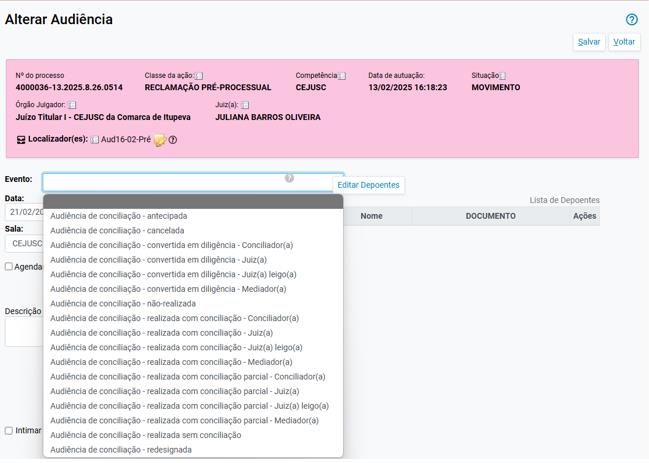 Alterar Audiência
Salvar Voltar
Nº do processo Classe da ação: Competência Data de autuação: Situação
4000036-13.2025.8.26.0514 RECLAMAÇÃO PRÉ-PROCESSUAL CEJUSC 13/02/2025 16:18:23 MOVIMENTO
Órgão Julgador: Juiz(a):
Juízo Titular I - CEJUSC da Comarca de Itupeva JULIANA BARROS OLIVEIRA
Localizador(es): Aud16-02-Pré
Evento: Editar Depoentes
Data: Lista de Depoentes
21/02/20 Nome DOCUMENTO Ações
Sala:
CEJUSC
Agendar
Descrição
Intimar
Audiência de conciliação - antecipada
Audiência de conciliação - cancelada
Audiência de conciliação - convertida em diligência - Conciliador(a)
Audiência de conciliação - convertida em diligência - Juiz(a)
Audiência de conciliação - convertida em diligência - Juiz(a) leigo(a)
Audiência de conciliação - convertida em diligência - Mediador(a)
Audiência de conciliação - não-realizada
Audiência de conciliação - realizada com conciliação - Conciliador(a)
Audiência de conciliação - realizada com conciliação - Juiz(a)
Audiência de conciliação - realizada com conciliação - Juiz(a) leigo(a)
Audiência de conciliação - realizada com conciliação - Mediador(a)
Audiência de conciliação - realizada com conciliação parcial - Conciliador(a)
Audiência de conciliação - realizada com conciliação parcial - Juiz(a)
Audiência de conciliação - realizada com conciliação parcial - Juiz(a) leigo(a)
Audiência de conciliação - realizada com conciliação parcial - Mediador(a)
Audiência de conciliação - realizada sem conciliação
Audiência de conciliação - redesignada